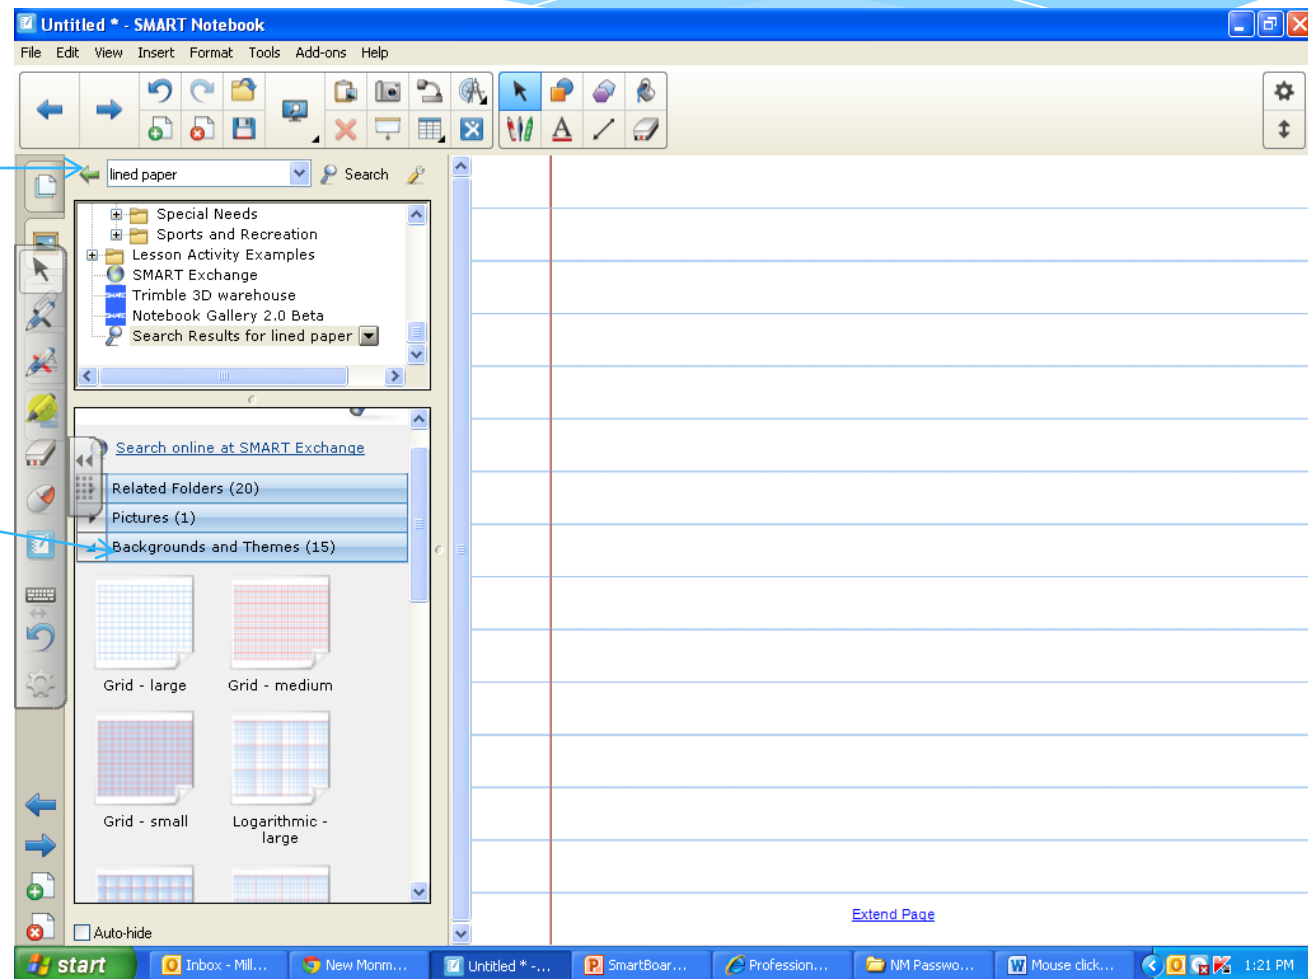 Untitled * - SMART Notebook
File Edit View Insert Format Tools Add-ons Help
A
lined paper Search
Special Needs
Sports and Recreation
Lesson Activity Examples
SMART Exchange
Trimble 3D warehouse
Notebook Gallery 2.0 Beta
Search Results for lined paper
Search online at SMART Exchange
Related Folders (20)
Pictures (1)
Backgrounds and Themes (15)
Grid - large Grid - medium
Grid - small Logarithmic -
large
Extend Page
Auto-hide
start Inbox - Mill... New Monm... Untitled * -... SmartBoar... Profession... NM Passwo... Mouse click... 1:21 PM